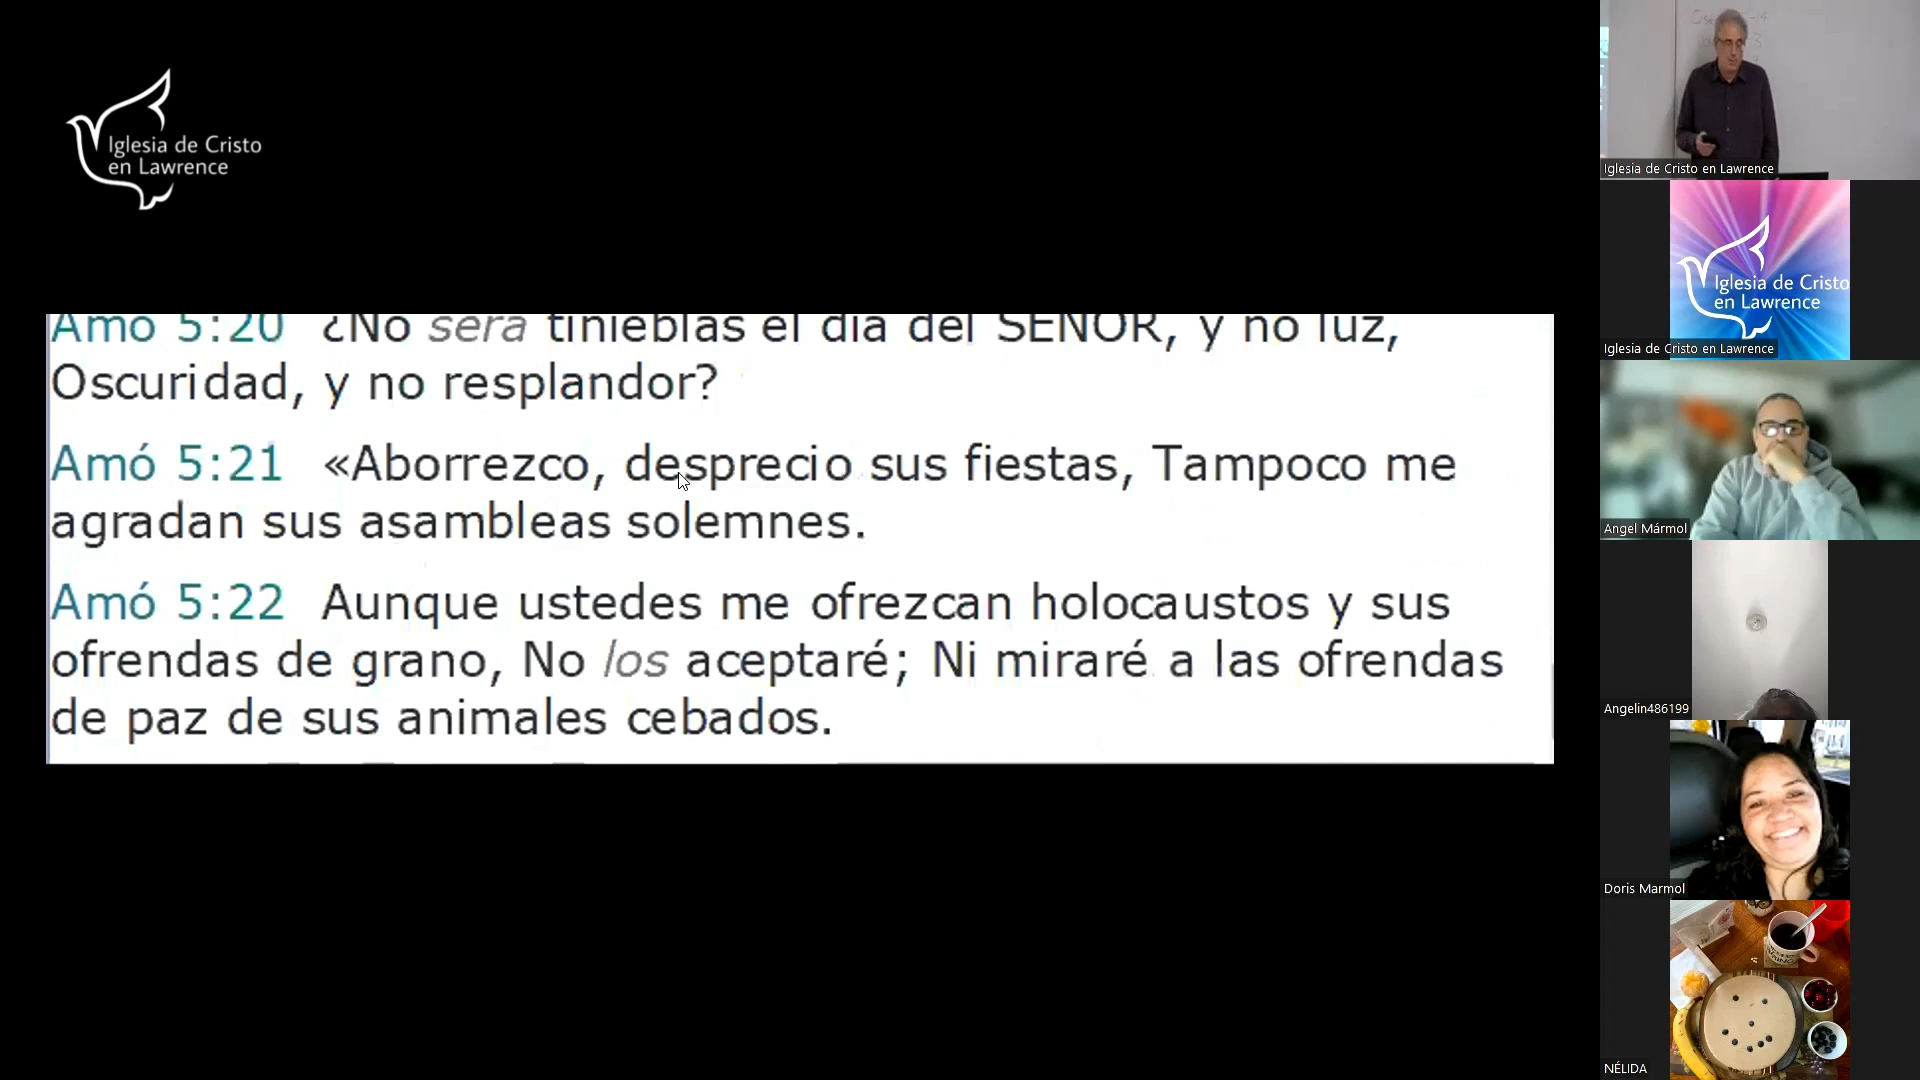 Iglesia de Cristo
en Lawrence
Amó 5:20 ¿No será tinieblas el día del SEÑOR, y no luz,
Oscuridad, y no resplandor?
Amó 5:21 «Aborrezco, desprecio sus fiestas, Tampoco me
agradan sus asambleas solemnes.
Amó 5:22 Aunque ustedes me ofrezcan holocaustos y sus
ofrendas de grano, No los aceptaré; Ni miraré a las ofrendas
de paz de sus animales cebados.
Iglesia de Cristo en Lawrence
Iglesia de Cristo
en Lawrence
Iglesia de Cristo en Lawrence
Angel Mármol
Angelin486199
Doris Marmol
NÉLIDA